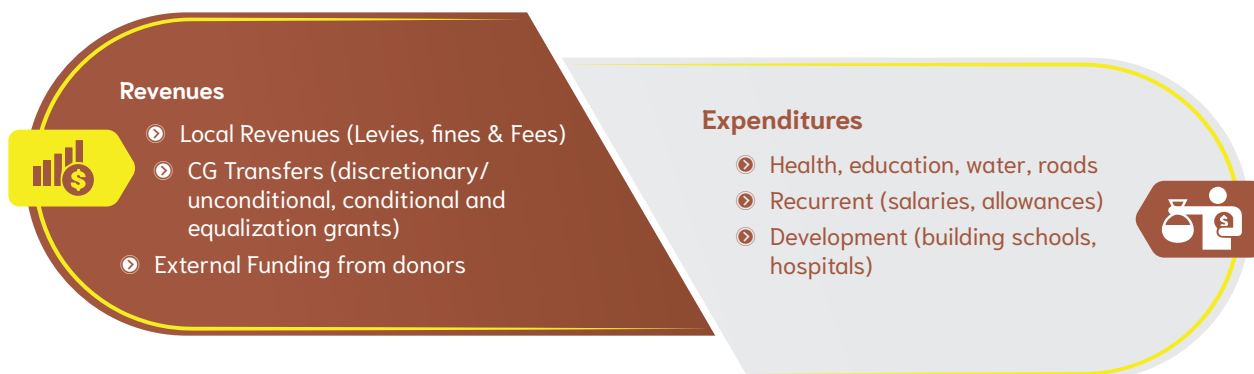 Revenues
Local Revenues (Levies, fines & Fees)
CG Transfers (discretionary/
unconditional, conditional and
equalization grants)
External Funding from donors
Expenditures
Health, education, water, roads
Recurrent (salaries, allowances)
Development (building schools,
hospitals)